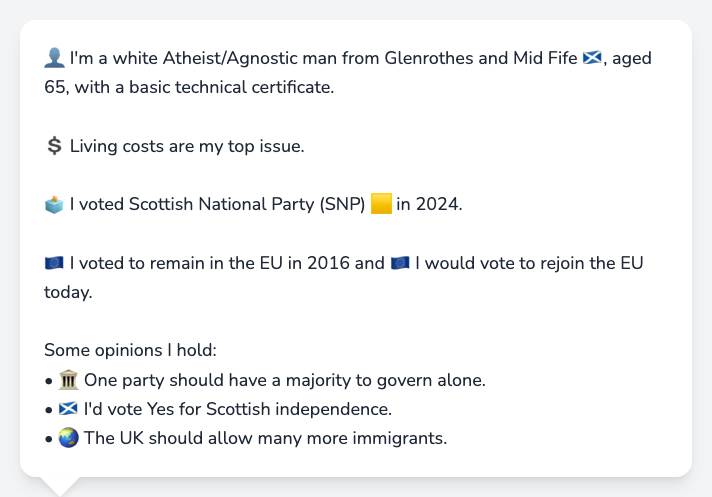 👤 I'm a white Atheist/Agnostic man from Glenrothes and Mid Fife 🏴󠁧󠁢󠁳󠁣󠁴󠁿, aged
65, with a basic technical certificate.
💲 Living costs are my top issue.
🗳️ I voted Scottish National Party (SNP) 🟨 in 2024.
🇪🇺 I voted to remain in the EU in 2016 and 🇪🇺 I would vote to rejoin the EU
today.
Some opinions I hold:
• 🏛️ One party should have a majority to govern alone.
• 🏴󠁧󠁢󠁳󠁣󠁴󠁿 I'd vote Yes for Scottish independence.
• 🌏 The UK should allow many more immigrants.